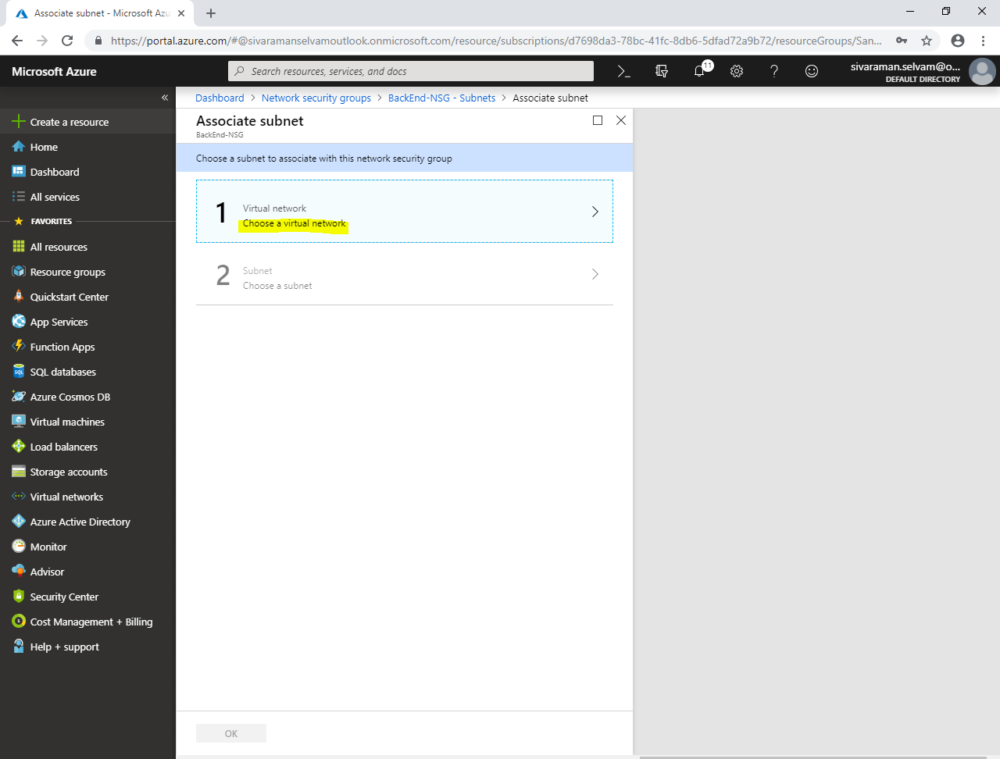 Associate subnet - Microsoft Azu
https://portal.azure.com/#@sivaramanselvamoutlook.onmicrosoft.com/resource/subscriptions/d7698da3-78bc-41fc-8db6-5dfad72a9b72/resourceGroups/San...
Microsoft Azure
Search resources, services, and docs
11
sivaraman.selvam@o...
DEFAULT DIRECTORY
Dashboard > Network security groups > BackEnd-NSG - Subnets > Associate subnet
Create a resource
Home
Dashboard
All services
FAVORITES
All resources
Resource groups
Quickstart Center
App Services
Function Apps
SQL databases
Azure Cosmos DB
Virtual machines
Load balancers
Storage accounts
Virtual networks
Azure Active Directory
Monitor
Advisor
Security Center
Cost Management + Billing
Help + support
Associate subnet
BackEnd-NSG
Choose a subnet to associate with this network security group
1
Virtual network
Choose a virtual network
2
Subnet
Choose a subnet
OK